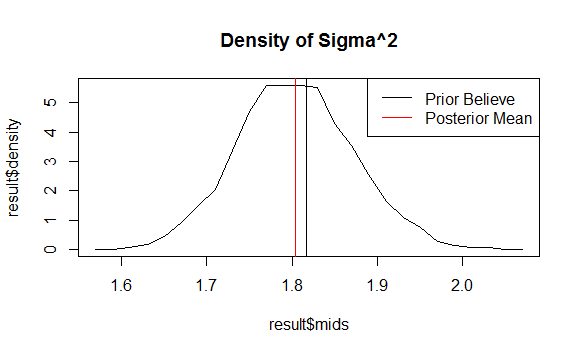 Density of Sigma^2
Prior Believe
Posterior Mean
result$density
0
1
2
3
4
5
1.6
1.7
1.8
1.9
2.0
result$mids